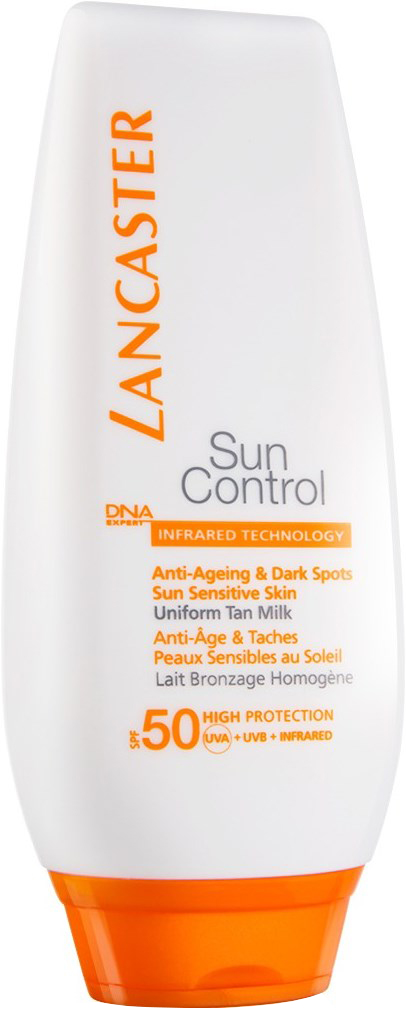 LANCASTER
Sun
Control
DNA
EXPERT
INFRARED TECHNOLOGY
Anti-Ageing & Dark Spots
Sun Sensitive Skin
Uniform Tan Milk
Anti-Âge & Taches
Peaux Sensibles au Soleil
Lait Bronzage Homogène
SPF 50 HIGH PROTECTION
UVA + UVB + INFRARED